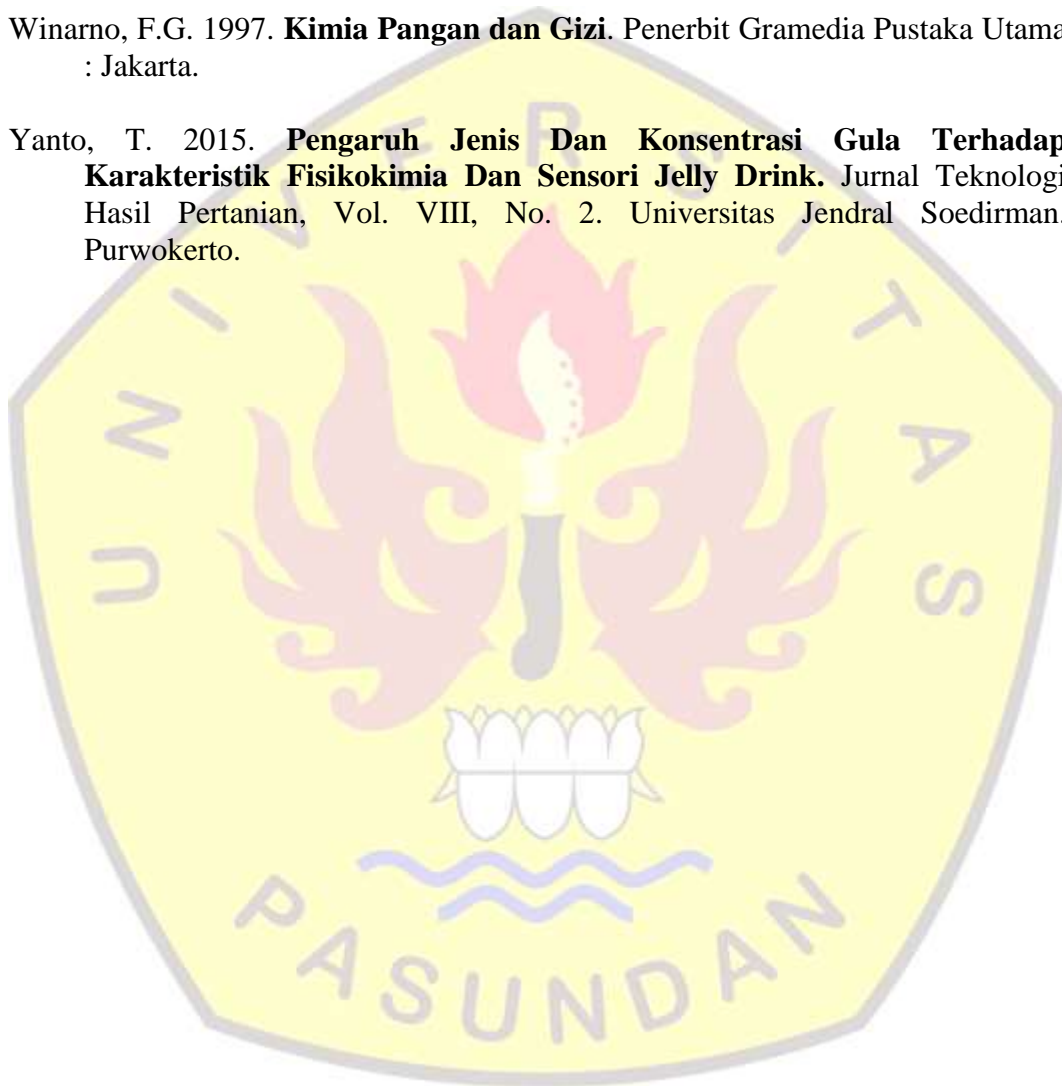 Winarno, F.G. 1997. Kimia Pangan dan Gizi. Penerbit Gramedia Pustaka Utama
: Jakarta.
Yanto, T. 2015. Pengaruh Jenis Dan Konsentrasi Gula Terhadap
Karakteristik Fisikokimia Dan Sensori Jelly Drink. Jurnal Teknologi
Hasil Pertanian, Vol. VIII, No. 2. Universitas Jendral Soedirman.
Purwokerto.
UNIVERSITAS
PASUNDAN